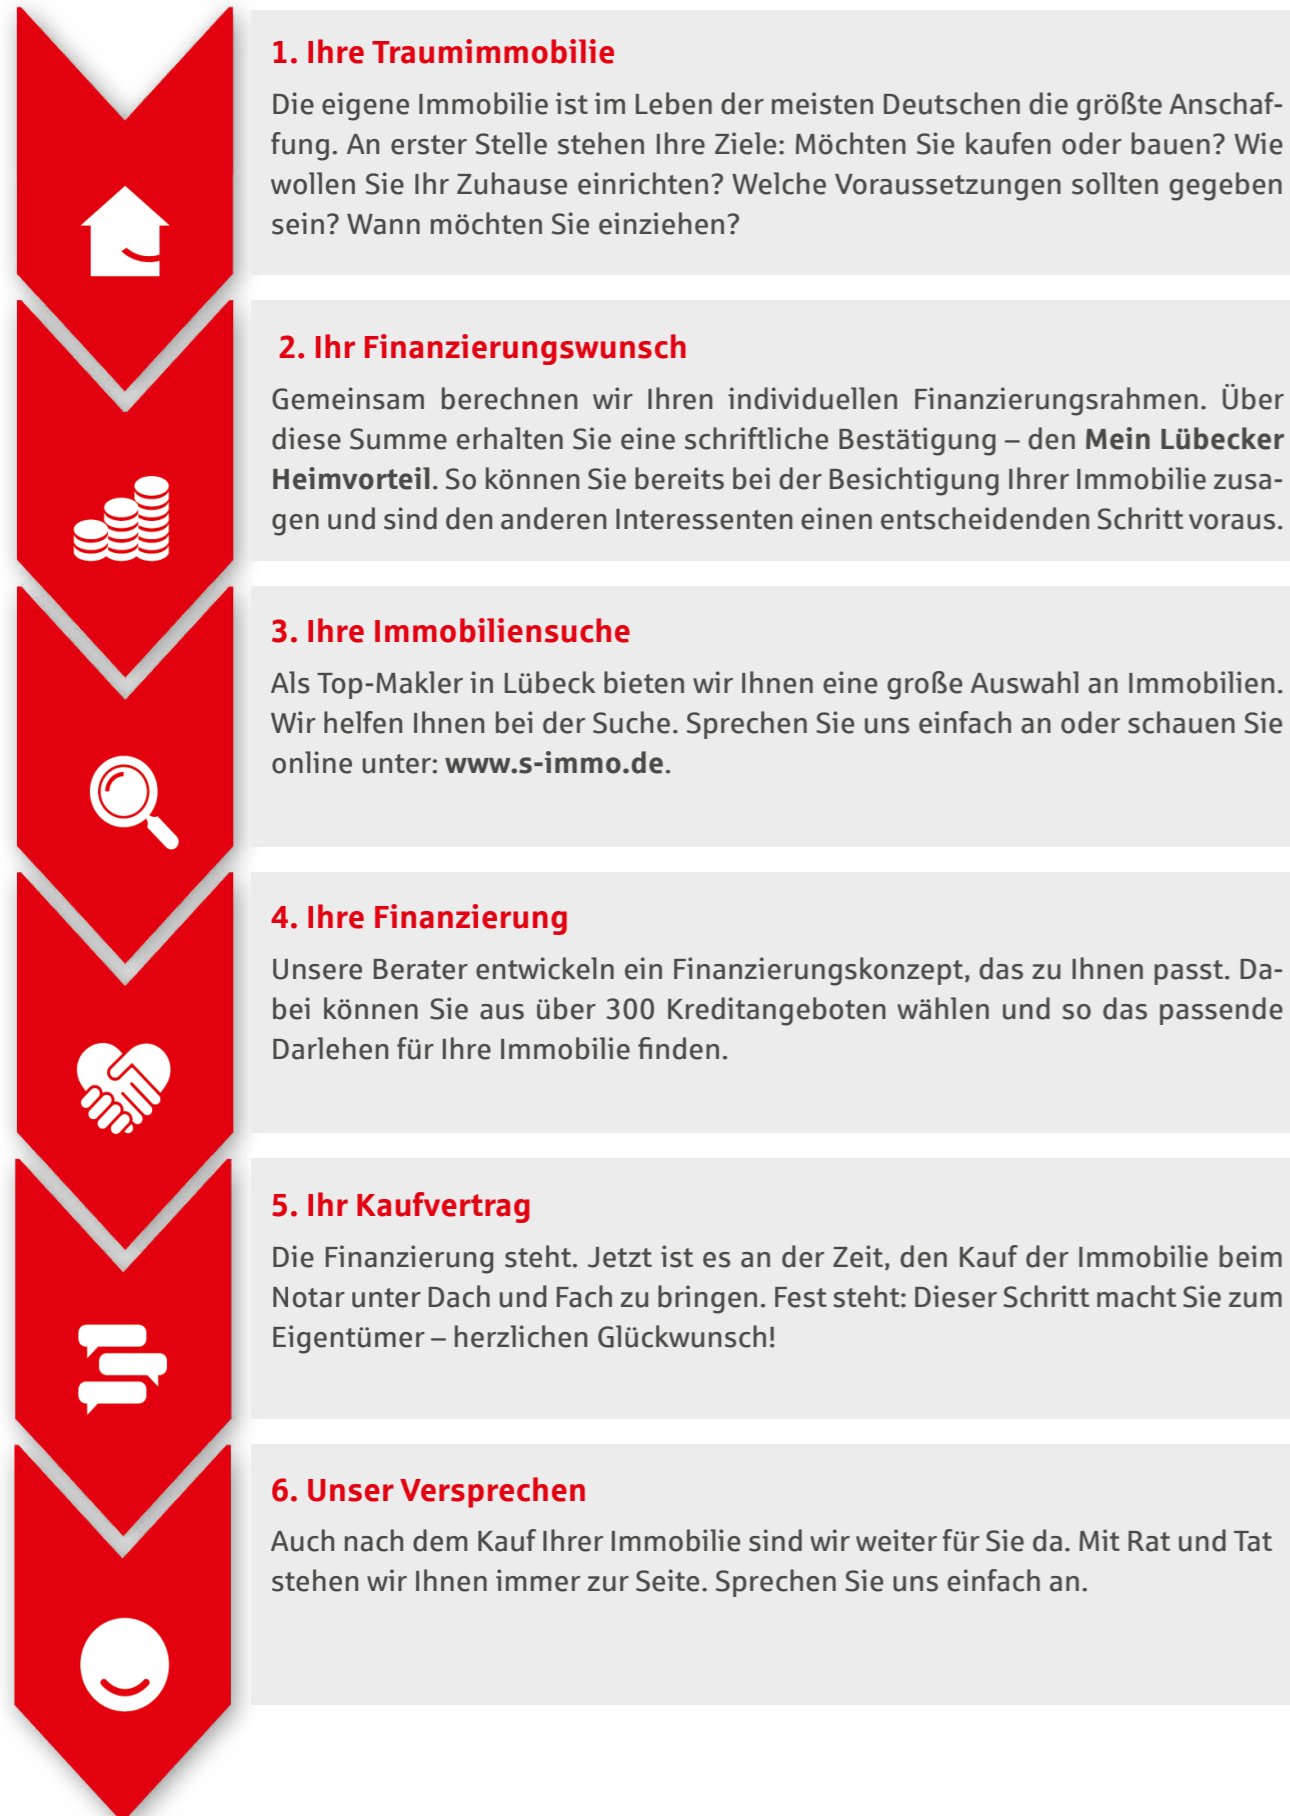 1. Ihre Traumimmobilie
Die eigene Immobilie ist im Leben der meisten Deutschen die größte Anschaf-
fung. An erster Stelle stehen Ihre Ziele: Möchten Sie kaufen oder bauen? Wie
wollen Sie Ihr Zuhause einrichten? Welche Voraussetzungen sollten gegeben
sein? Wann möchten Sie einziehen?
2. Ihr Finanzierungswunsch
Gemeinsam berechnen wir Ihren individuellen Finanzierungsrahmen. Über
diese Summe erhalten Sie eine schriftliche Bestätigung – den Mein Lübecker
Heimvorteil. So können Sie bereits bei der Besichtigung Ihrer Immobilie zusa-
gen und sind den anderen Interessenten einen entscheidenden Schritt voraus.
3. Ihre Immobiliensuche
Als Top-Makler in Lübeck bieten wir Ihnen eine große Auswahl an Immobilien.
Wir helfen Ihnen bei der Suche. Sprechen Sie uns einfach an oder schauen Sie
online unter: www.s-immo.de.
4. Ihre Finanzierung
Unsere Berater entwickeln ein Finanzierungskonzept, das zu Ihnen passt. Da-
bei können Sie aus über 300 Kreditangeboten wählen und so das passende
Darlehen für Ihre Immobilie finden.
5. Ihr Kaufvertrag
Die Finanzierung steht. Jetzt ist es an der Zeit, den Kauf der Immobilie beim
Notar unter Dach und Fach zu bringen. Fest steht: Dieser Schritt macht Sie zum
Eigentümer – herzlichen Glückwunsch!
6. Unser Versprechen
Auch nach dem Kauf Ihrer Immobilie sind wir weiter für Sie da. Mit Rat und Tat
stehen wir Ihnen immer zur Seite. Sprechen Sie uns einfach an.